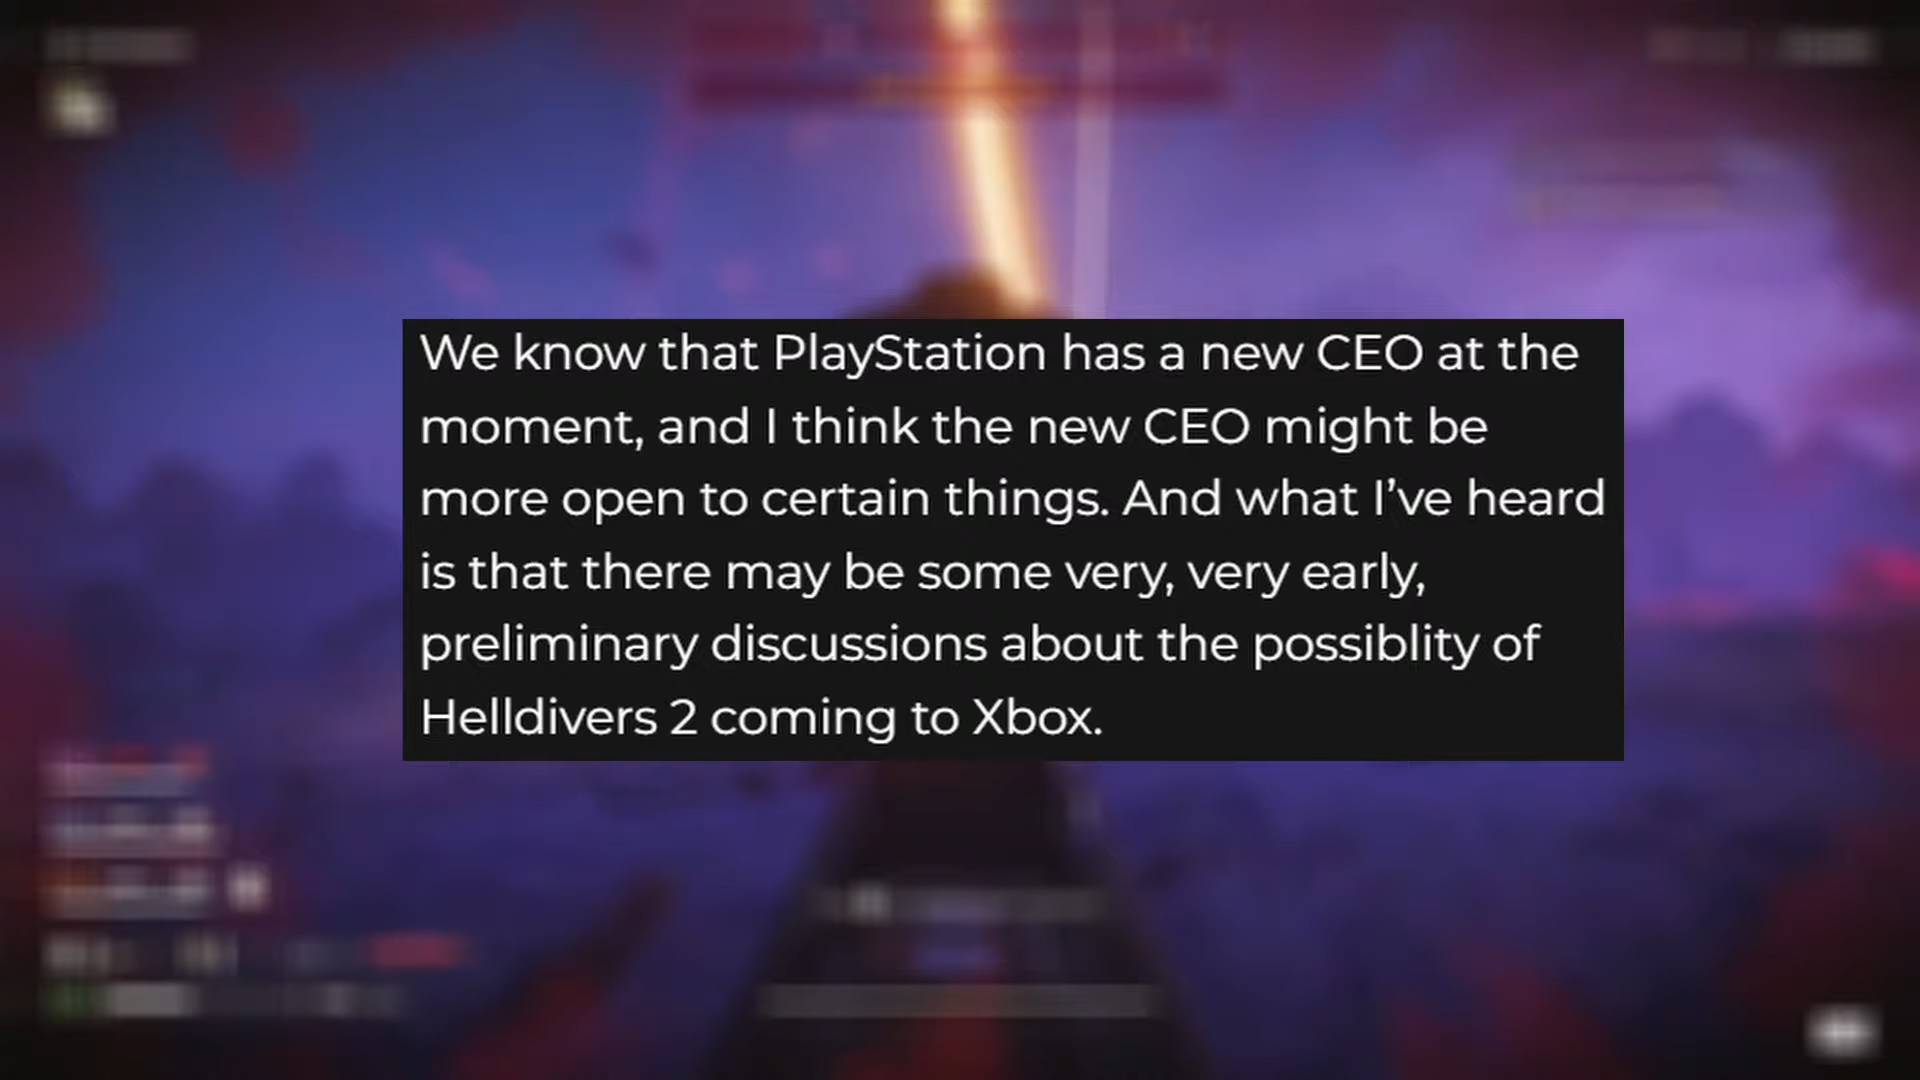 We know that PlayStation has a new CEO at the
moment, and I think the new CEO might be
more open to certain things. And what I’ve heard
is that there may be some very, very early,
preliminary discussions about the possiblity of
Helldivers 2 coming to Xbox.